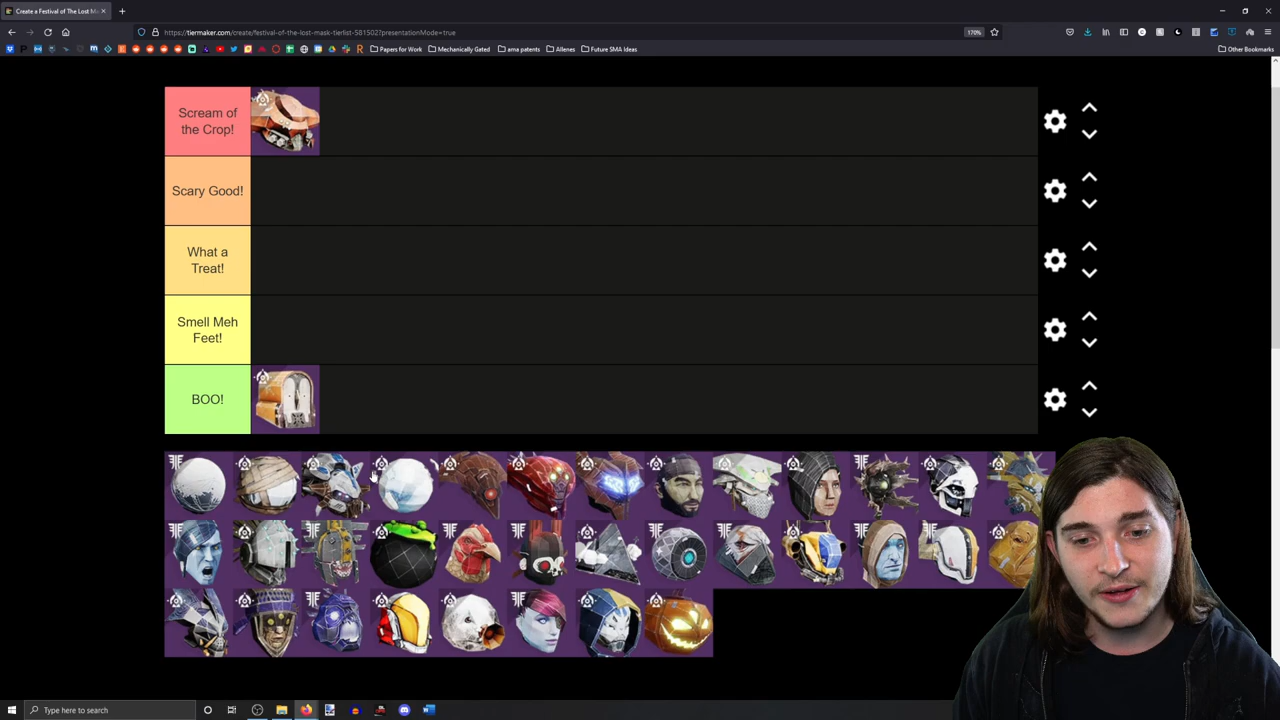 Create a Festival of The Lost M
https://tiermaker.com/create/festival-of-the-lost-mask-tierlist-581502?presentationMode=true
170%
Papers for Work
Mechanically Gated
ama patents
Allenes
Future SMA Ideas
Other Bookmarks
Scream of
the Crop!
Scary Good!
What a
Treat!
Smell Meh
Feet!
BOO!
Type here to search